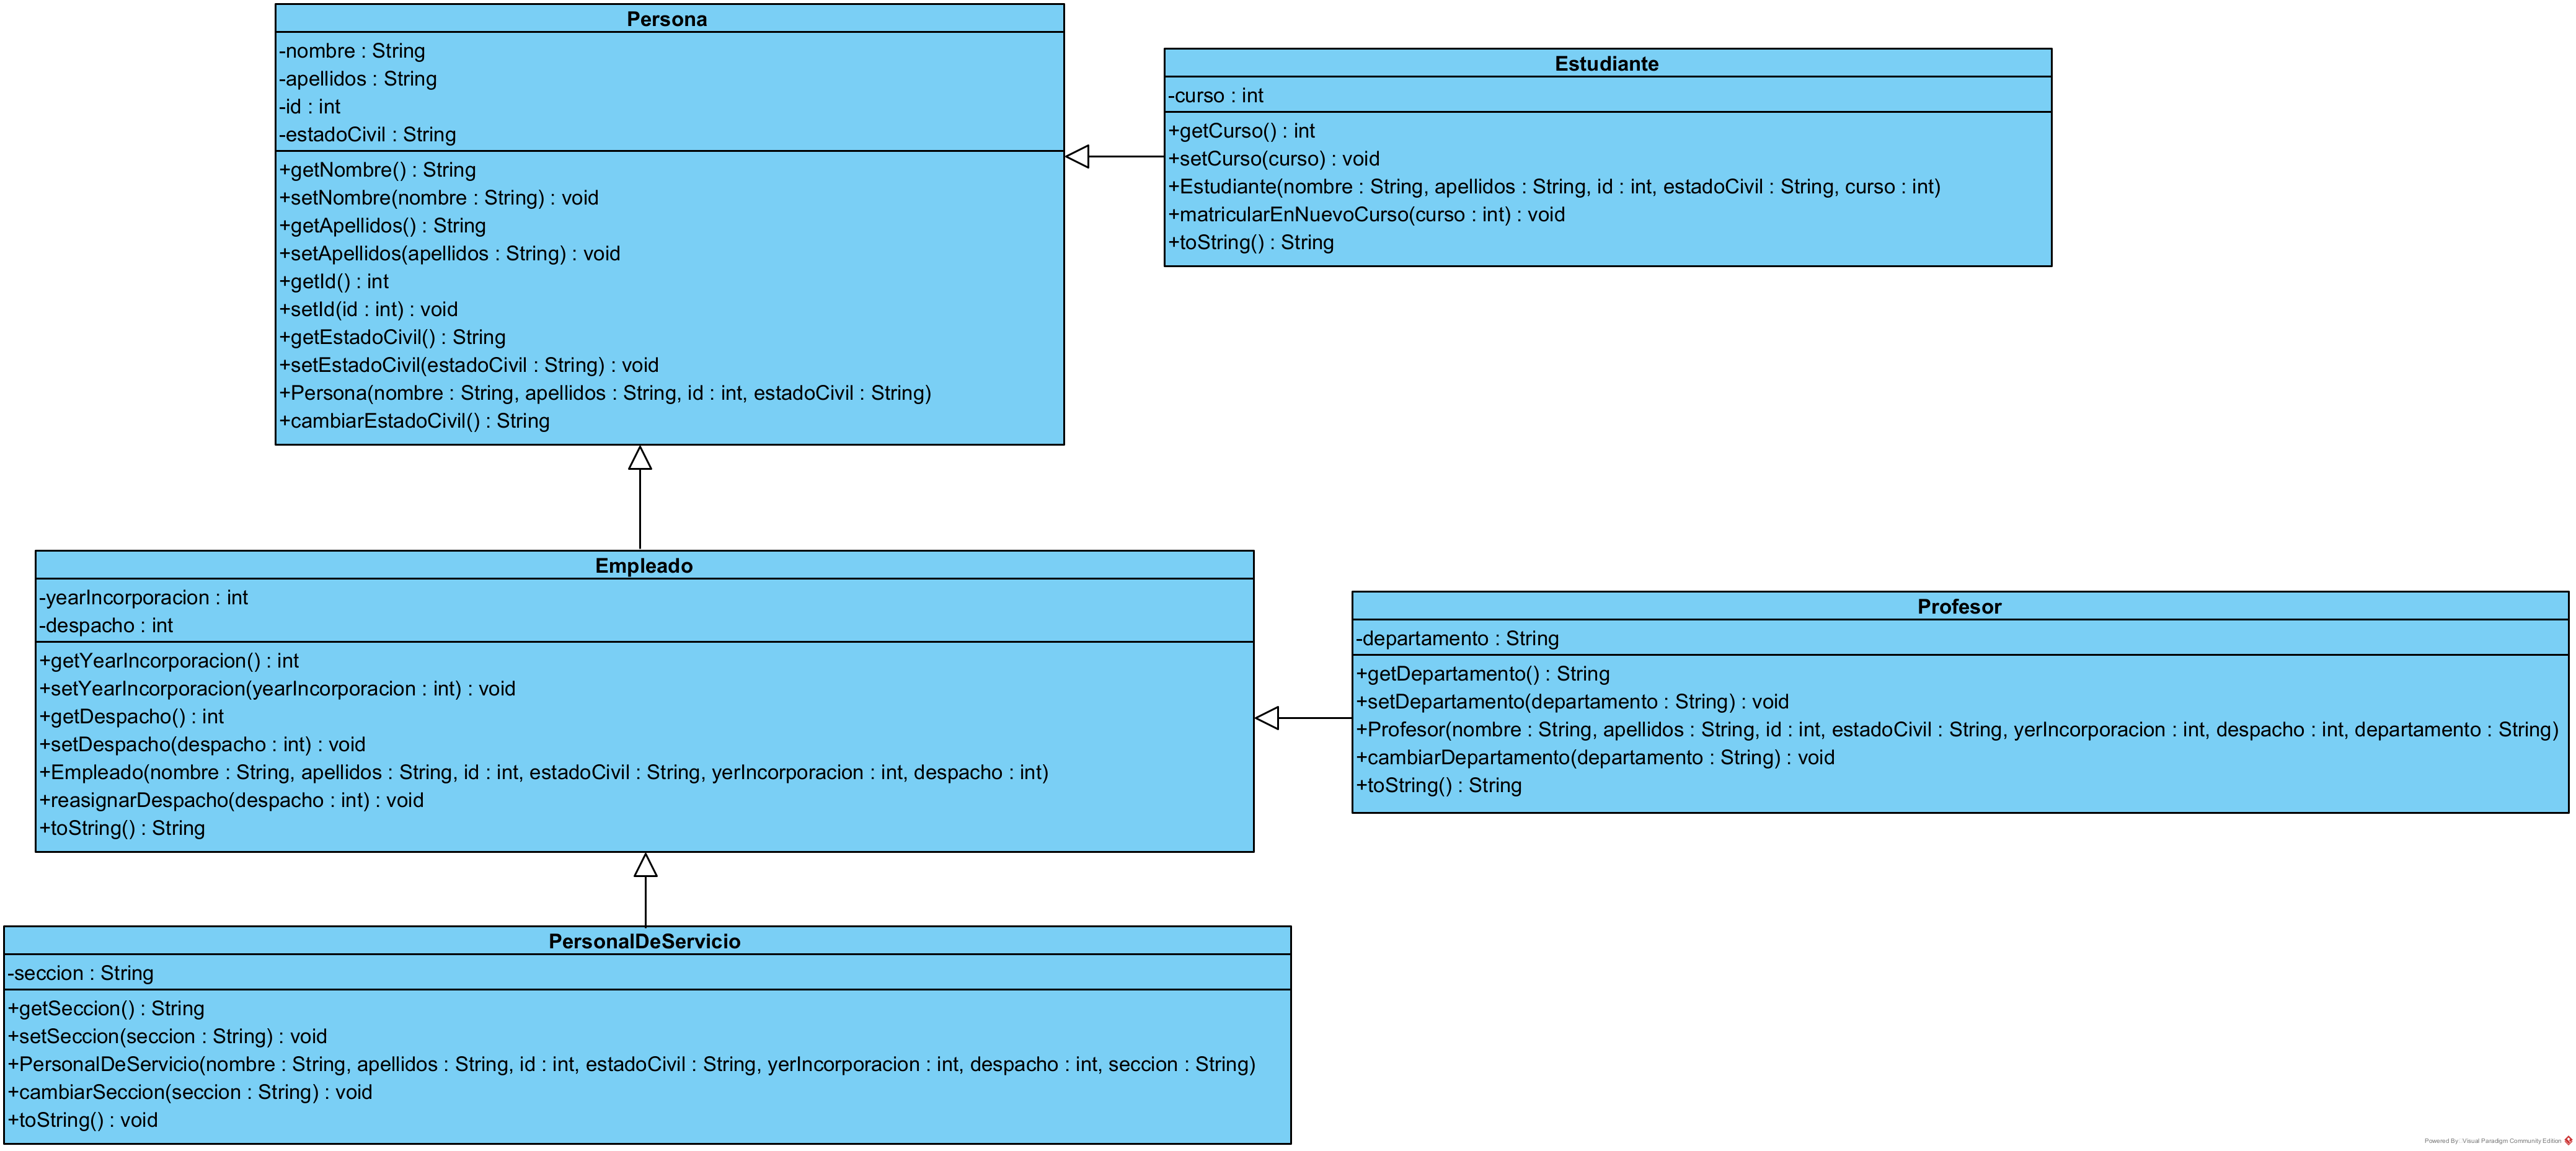 Persona
-nombre : String
-apellidos : String
-id : int
-estadoCivil : String
+getNombre() : String
+setNombre(nombre : String) : void
+getApellidos() : String
+setApellidos(apellidos : String) : void
+getId() : int
+setId(id : int) : void
+getEstadoCivil() : String
+setEstadoCivil(estadoCivil : String) : void
+Persona(nombre : String, apellidos : String, id : int, estadoCivil : String)
+cambiarEstadoCivil() : String
Estudiante
-curso : int
+getCurso() : int
+setCurso(curso) : void
+Estudiante(nombre : String, apellidos : String, id : int, estadoCivil : String, curso : int)
+matricularEnNuevoCurso(curso : int) : void
+toString() : String
Empleado
-yearIncorporacion : int
-despacho : int
+getYearIncorporacion() : int
+setYearIncorporacion(yearIncorporacion : int) : void
+getDespacho() : int
+setDespacho(despacho : int) : void
+Empleado(nombre : String, apellidos : String, id : int, estadoCivil : String, yerIncorporacion : int, despacho : int)
+reasignarDespacho(despacho : int) : void
+toString() : String
Profesor
-departamento : String
+getDepartamento() : String
+setDepartamento(departamento : String) : void
+Profesor(nombre : String, apellidos : String, id : int, estadoCivil : String, yerIncorporacion : int, despacho : int, departamento : String)
+cambiarDepartamento(departamento : String) : void
+toString() : String
PersonalDeServicio
-seccion : String
+getSeccion() : String
+setSeccion(seccion : String) : void
+PersonalDeServicio(nombre : String, apellidos : String, id : int, estadoCivil : String, yerIncorporacion : int, despacho : int, seccion : String)
+cambiarSeccion(seccion : String) : void
+toString() : void
Powered By: Visual Paradigm Community Edition